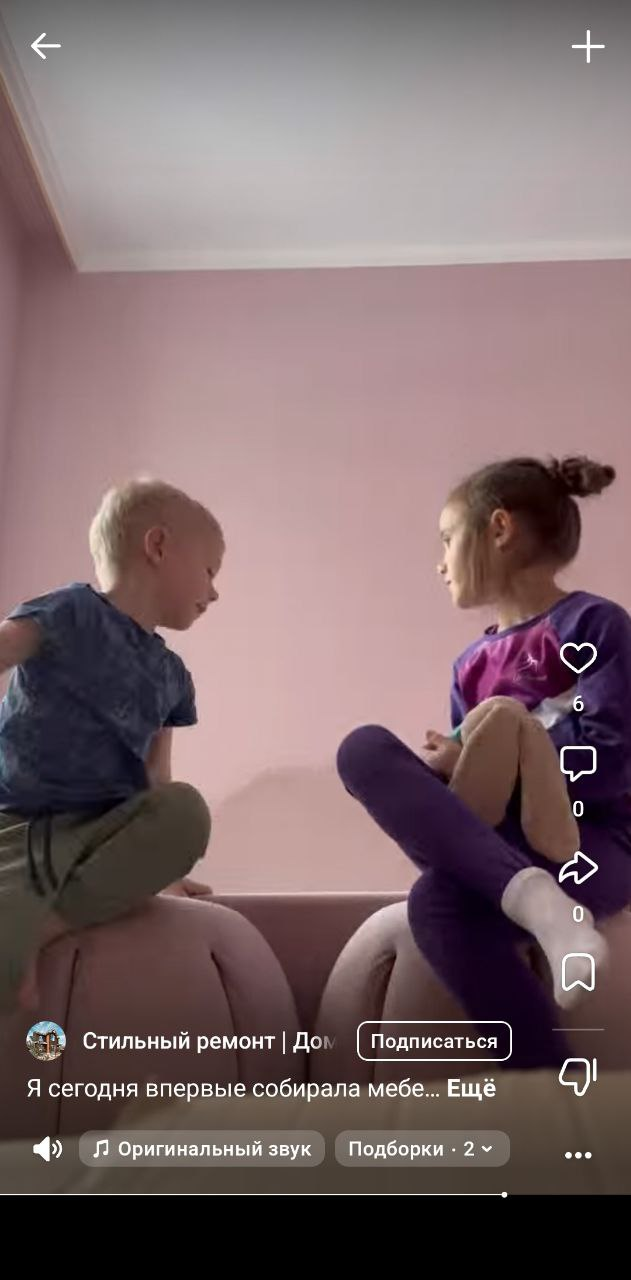 6
0
0
Стильный ремонт | Дом
Подписаться
Я сегодня впервые собирала мебе... Ещё
Оригинальный звук
Подборки · 2